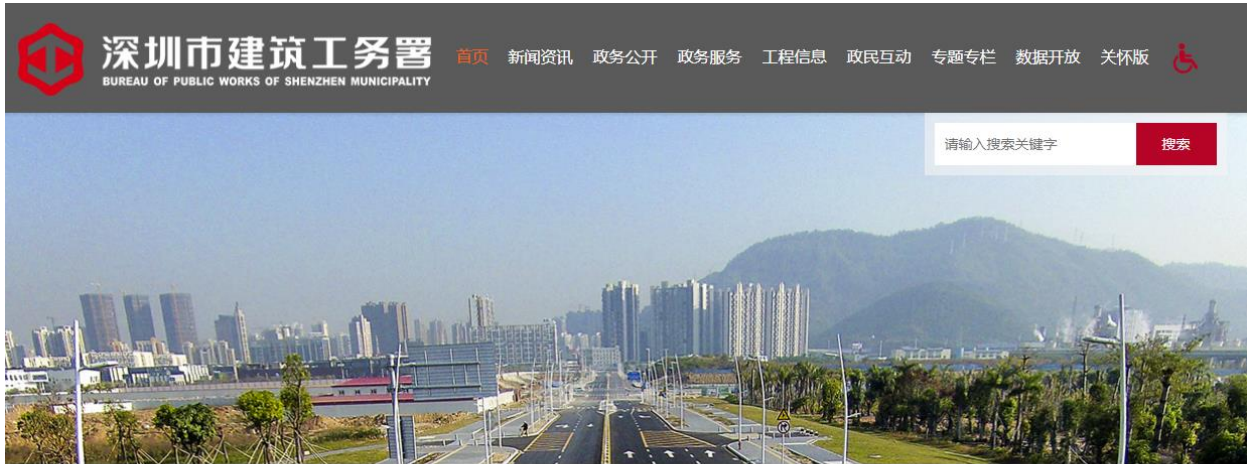 深圳市建筑工务署
BUREAU OF PUBLIC WORKS OF SHENZHEN MUNICIPALITY
首页 新闻资讯 政务公开 政务服务 工程信息 政民互动 专题专栏 数据开放 关怀版
请输入搜索关键字 搜索